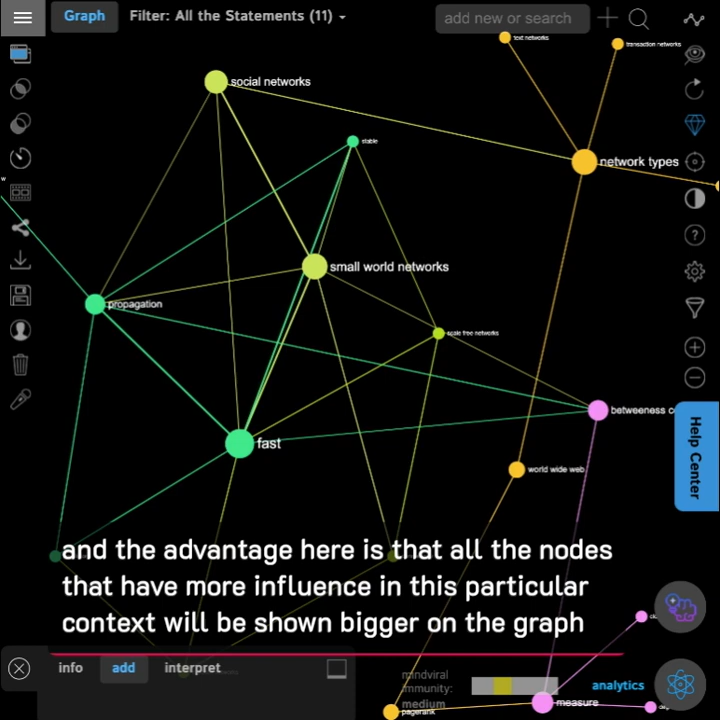 Graph
Filter: All the Statements (11)
add new or search
text networks
transaction networks
social networks
stable
network types
w
small world networks
propagation
scale free networks
betweeness c
fast
world wide web
Help Center
and the advantage here is that all the nodes
that have more influence in this particular
context will be shown bigger on the graph
info
add
interpret
mindviral
immunity:
medium
analytics
measure
pagerank